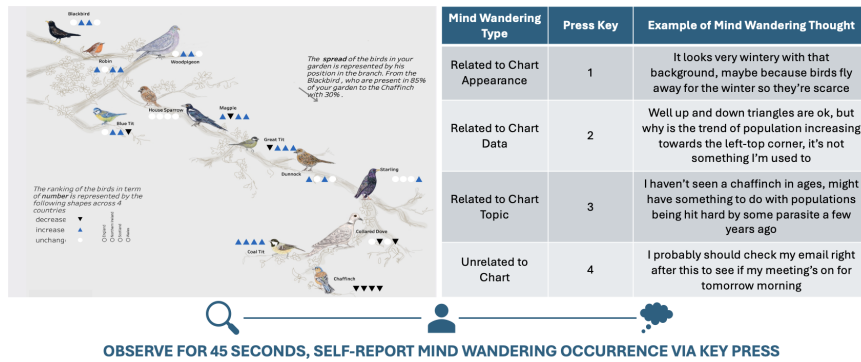 Blackbird
Robin
Woodpigeon
The spread of the birds in your
garden is represented by his
position in the branch. From the
Blackbird , who are present in 85%
of your garden to the Chaffinch
with 30% .
House Sparrow
Magpie
Blue Tit
Great Tit
Dunnock
Starling
The ranking of the birds in term
of number is represented by the
following shapes across 4
countries
decrease
increase
unchang
England
Northern Ireland
Scotland
Wales
Collared Dove
Coal Tit
Chaffinch
Mind Wandering Type Press Key Example of Mind Wandering Thought
Related to Chart Appearance
1
It looks very wintery with that
background, maybe because birds fly
away for the winter so they're scarce
Related to Chart Data
2
Well up and down triangles are ok, but
why is the trend of population increasing
towards the left-top corner, it's not
something I'm used to
Related to Chart Topic
3
I haven't seen a chaffinch in ages, might
have something to do with populations
being hit hard by some parasite a few
years ago
Unrelated to Chart
4
I probably should check my email right
after this to see if my meeting's on for
tomorrow morning
OBSERVE FOR 45 SECONDS, SELF-REPORT MIND WANDERING OCCURRENCE VIA KEY PRESS